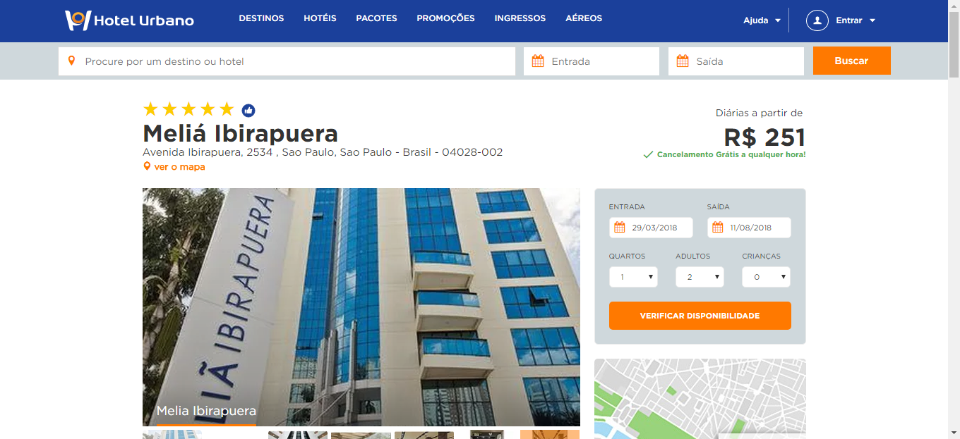 Hotel Urbano
DESTINOS HOTÉIS PACOTES PROMOÇÕES INGRESSOS AÉREOS
Ajuda Entrar
Procure por um destino ou hotel Entrada Saída Buscar
Meliá Ibirapuera
Avenida Ibirapuera, 2534 , Sao Paulo, Sao Paulo - Brasil - 04028-002
ver o mapa
Diárias a partir de
R$ 251
Cancelamento Grátis a qualquer hora!
LIÃ IBIRAPUERA
Melia Ibirapuera
ENTRADA SAÍDA
29/03/2018 11/08/2018
QUARTOS ADULTOS CRIANÇAS
1 2 0
VERIFICAR DISPONIBILIDADE